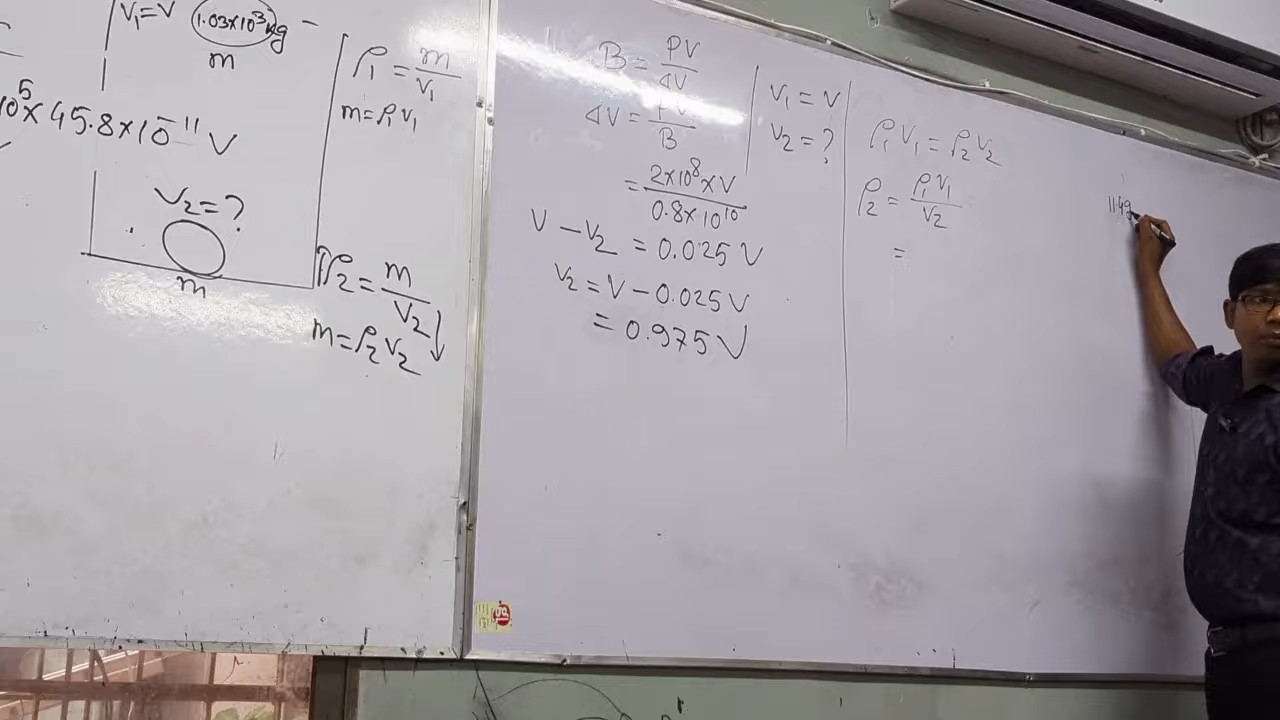 V₁ = V 1.03×10³ kg
m
10⁵ × 45.8 × 10⁻¹¹ V
V₂ = ?
m
ρ₁ = m/V₁
m = ρ₁V₁
ρ₂ = m/V₂ ↓
m = ρ₂V₂
B = PV/ΔV
ΔV = PV/B
= 2×10⁸×V/0.8×10¹⁰
V − V₂ = 0.025 V
V₂ = V − 0.025 V
= 0.975 V
V₁ = V
V₂ = ?
ρ₁V₁ = ρ₂V₂
ρ₂ = ρ₁V₁/V₂
=